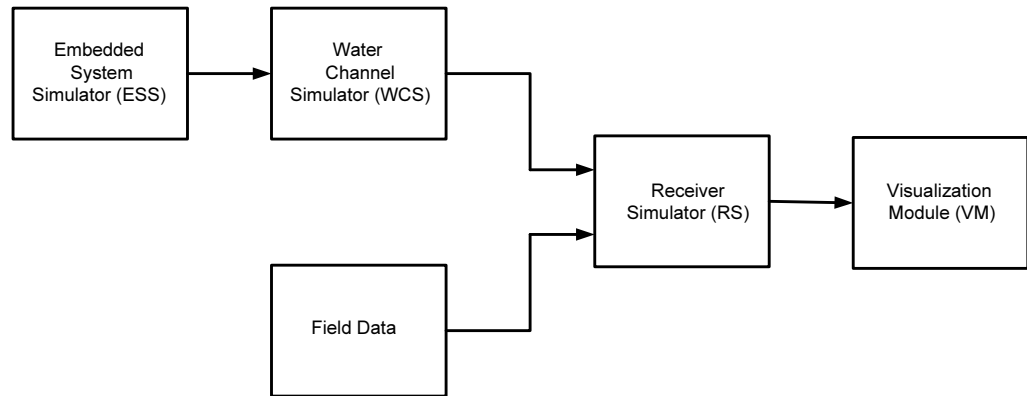 Embedded
System
Simulator (ESS)
Water
Channel
Simulator (WCS)
Receiver
Simulator (RS)
Visualization
Module (VM)
Field Data